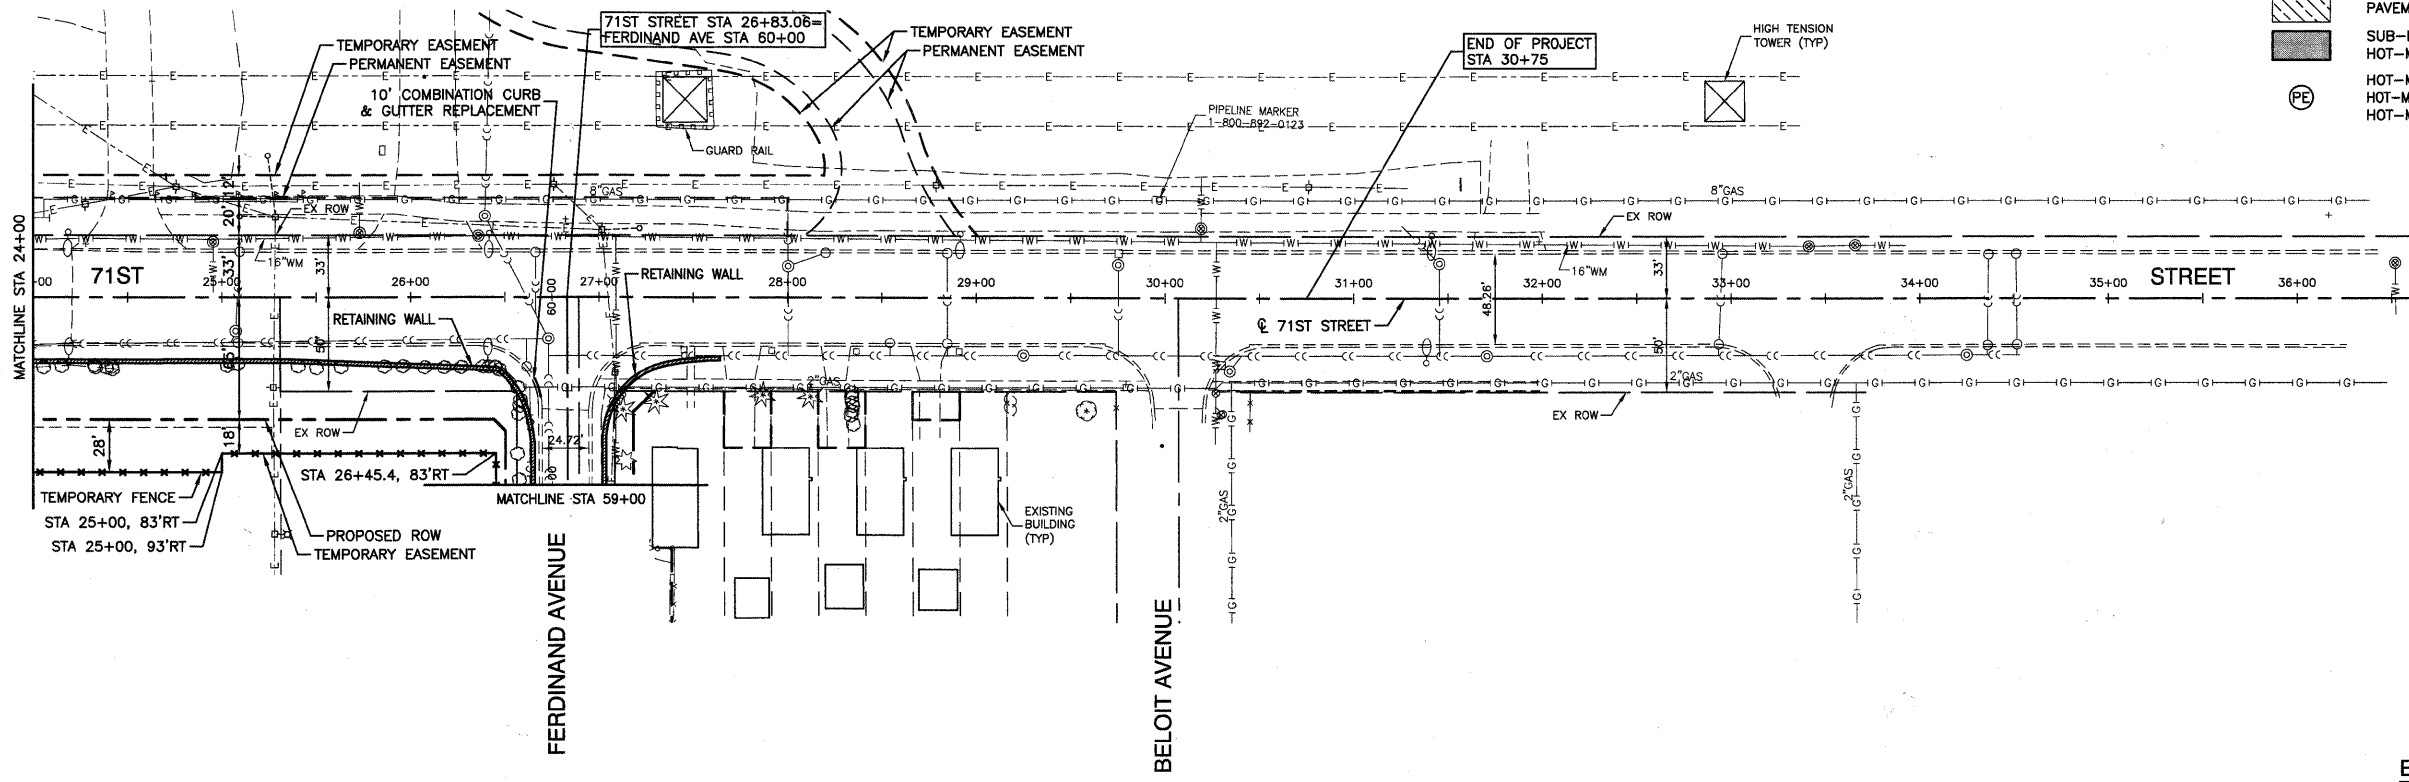 71ST STREET STA 26+83.06=
FERDINAND AVE STA 60+00
TEMPORARY EASEMENT
PERMANENT EASEMENT
TEMPORARY EASEMENT
PERMANENT EASEMENT
10' COMBINATION CURB
& GUTTER REPLACEMENT
GUARD RAIL
END OF PROJECT
STA 30+75
HIGH TENSION
TOWER (TYP)
PIPELINE MARKER
1-800-892-0123
PE
HOT-M
HOT-M
HOT-M
PAVEM
HOT-M
MATCHLINE STA 24+00
12'
20'
EX ROW
8"GAS
8"GAS
EX ROW
16"WM
33'
33'
16"WM
33'
71ST
STREET
-00
25+00
26+00
27+00
28+00
29+00
30+00
31+00
32+00
33+00
34+00
35+00
36+00
60+00
RETAINING WALL
RETAINING WALL
℄ 71ST STREET
48.26'
50'
50'
2"GAS
2"GAS
EX ROW
EX ROW
28'
18'
24.72'
STA 26+45.4, 83'RT
MATCHLINE STA 59+00
TEMPORARY FENCE
STA 25+00, 83'RT
STA 25+00, 93'RT
PROPOSED ROW
TEMPORARY EASEMENT
EXISTING
BUILDING
(TYP)
2"GAS
2"GAS
FERDINAND AVENUE
BELOIT AVENUE